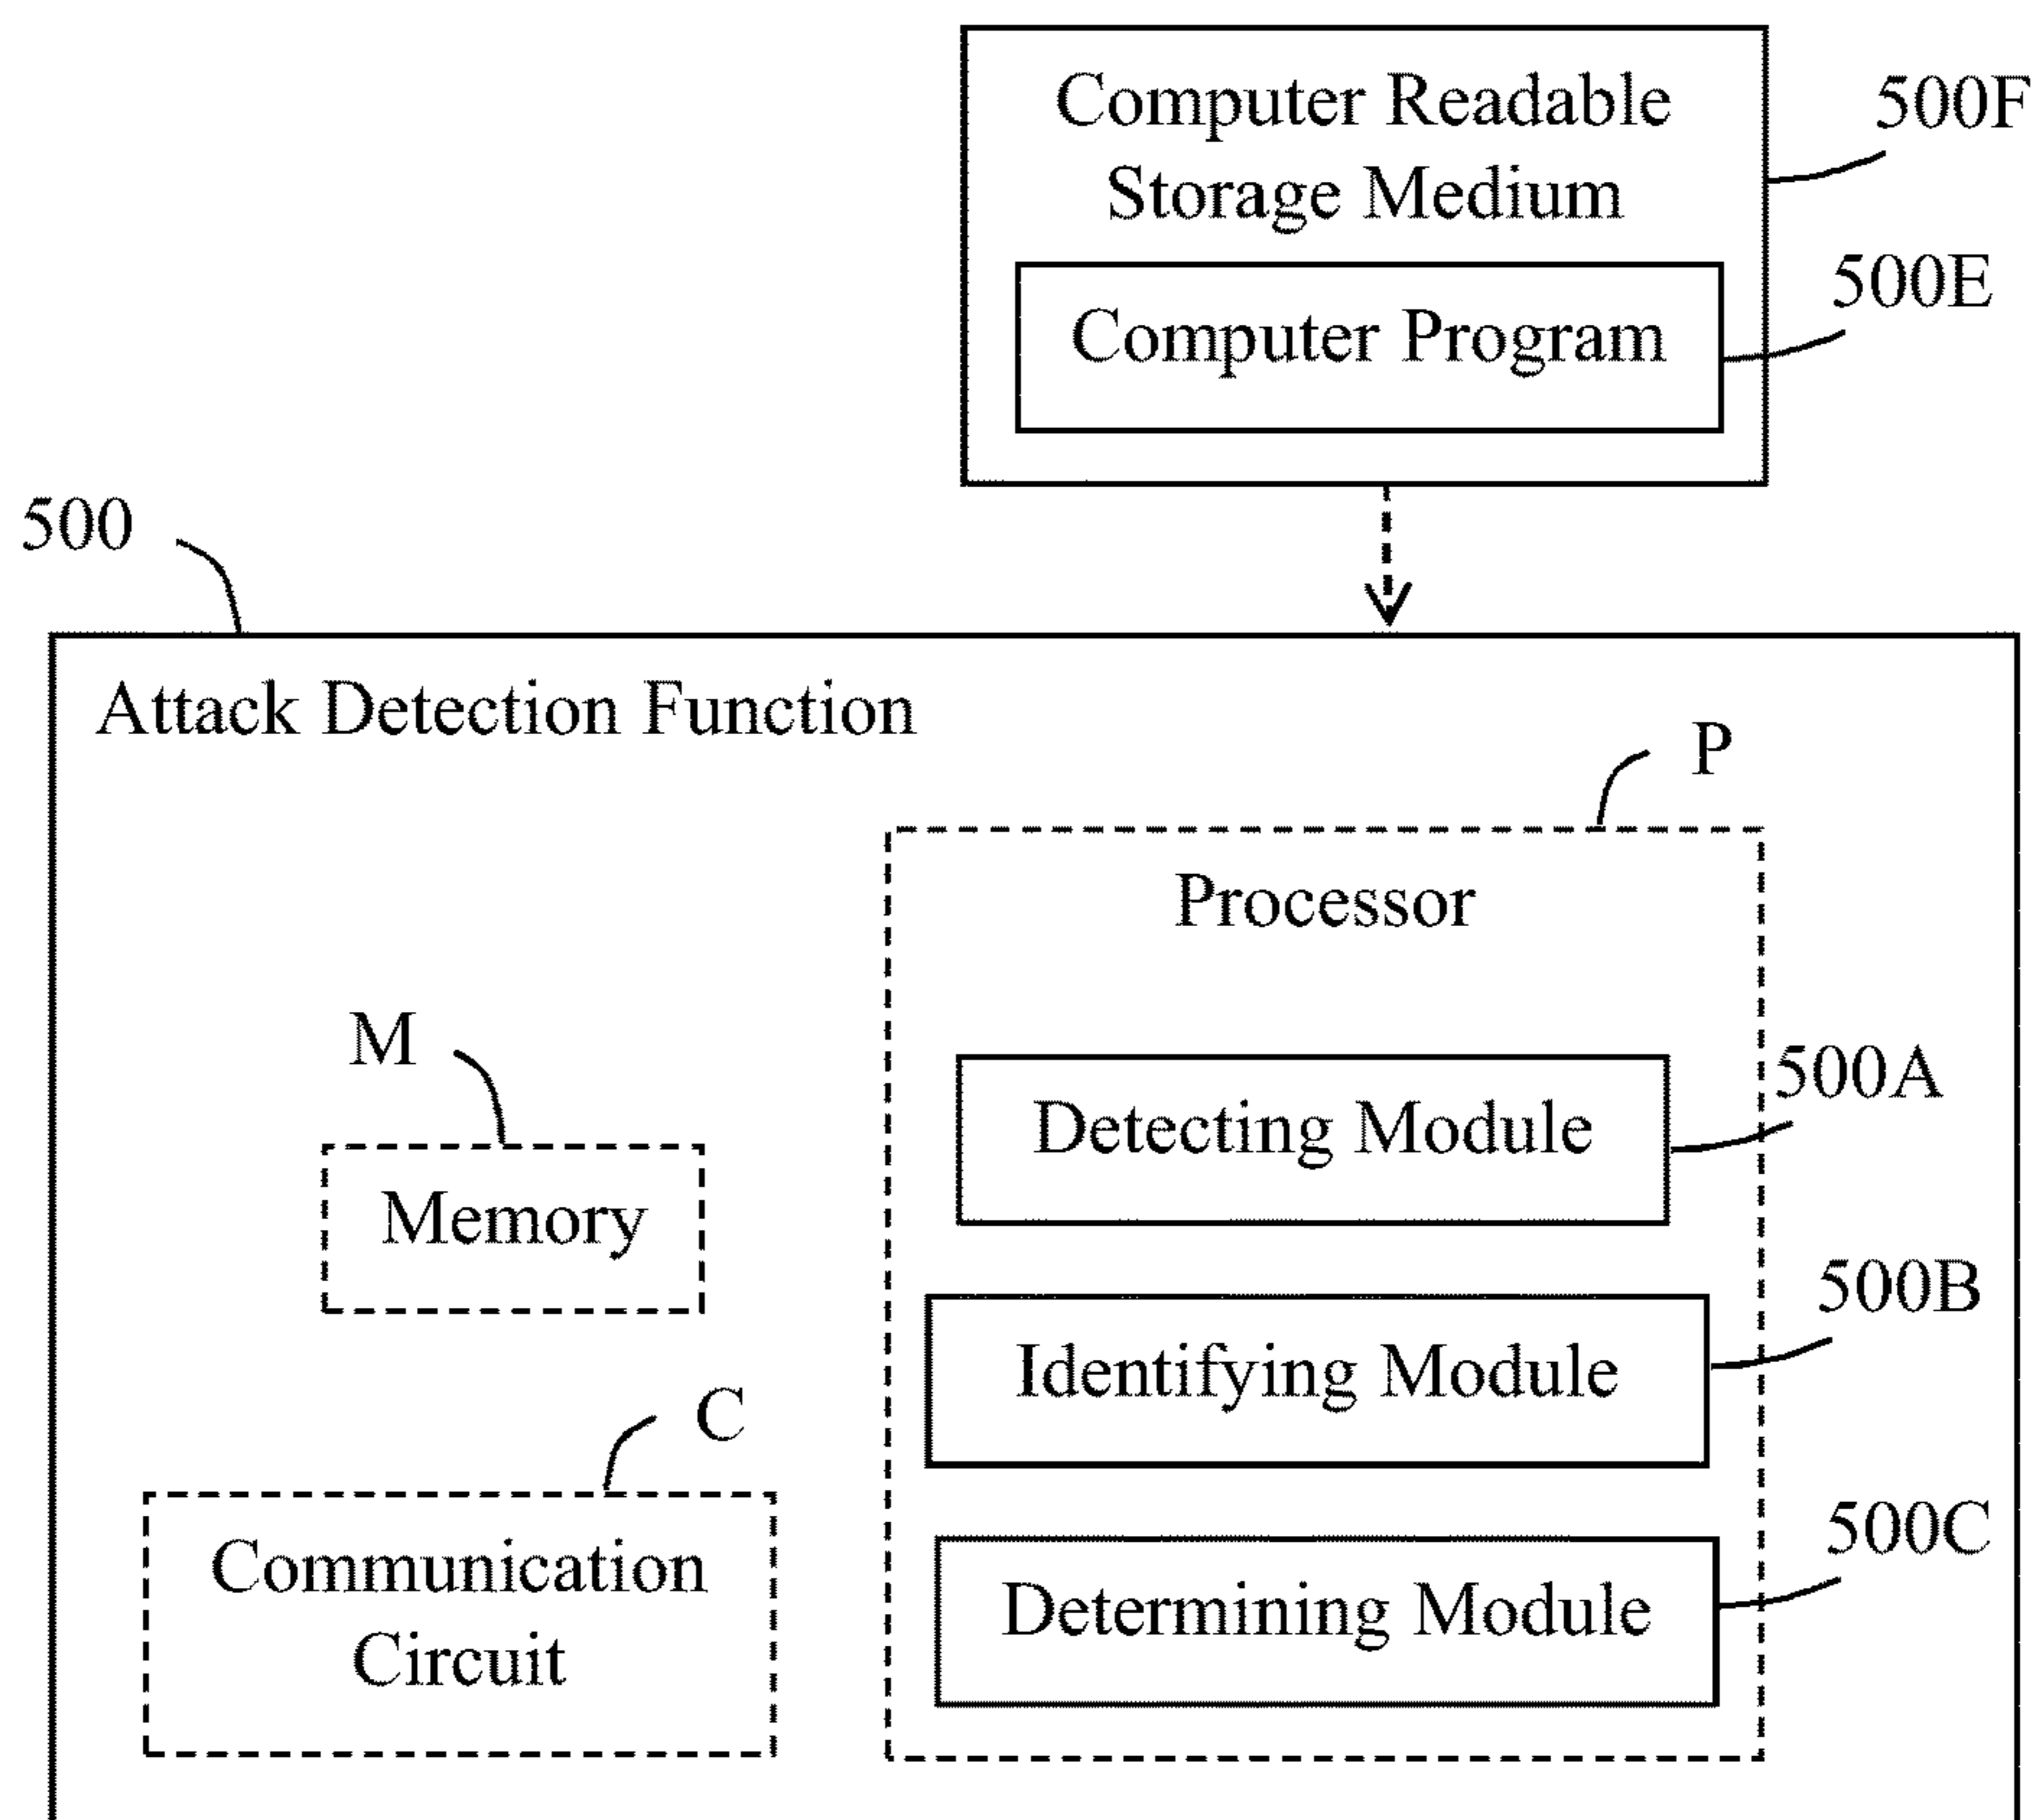 Computer Readable
Storage Medium
500F
Computer Program
500E
500
Attack Detection Function
P
Processor
M
Memory
Detecting Module
500A
Identifying Module
500B
C
Communication
Circuit
Determining Module
500C